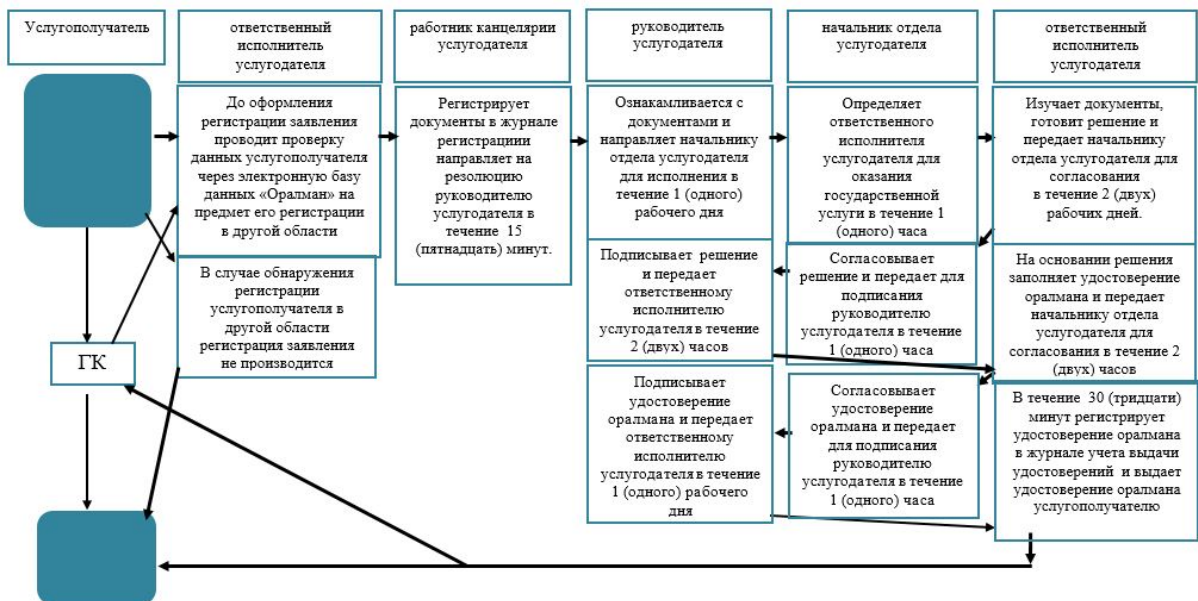 Услугополучатель
ответственный
исполнитель
услугодателя
работник канцелярии
услугодателя
руководитель
услугодателя
начальник отдела
услугодателя
ответственный
исполнитель
услугодателя
До оформления
регистрации заявления
проводит проверку
данных услугополучателя
через электронную базу
данных «Оралман» на
предмет его регистрации
в другой области
Регистрирует
документы в журнале
регистрациии
направляет на
резолюцию
руководителю
услугодателя в
течение 15
(пятнадцать) минут.
Ознакамливается с
документами и
направляет начальнику
отдела услугодателя
для исполнения в
течение 1 (одного)
рабочего дня
Определяет
ответственного
исполнителя
услугодателя для
оказания
государственной
услуги в течение 1
(одного) часа
Изучает документы,
готовит решение и
передает начальнику
отдела услугодателя для
согласования
в течение 2 (двух)
рабочих дней.
В случае обнаружения
регистрации
услугополучателя в
другой области
регистрация заявления
не производится
Подписывает решение
и передает
ответственному
исполнителю
услугодателя в течение
2 (двух) часов
Согласовывает
решение и передает для
подписания
руководителю
услугодателя в течение
1 (одного) часа
На основании решения
заполняет удостоверение
оралмана и передает
начальнику отдела
услугодателя для
согласования в течение 2
(двух) часов
ГК
Подписывает
удостоверение
оралмана и передает
ответственному
исполнителю
услугодателя в течение
1 (одного) рабочего
дня
Согласовывает
удостоверение
оралмана и передает
для подписания
руководителю
услугодателя в течение
1 (одного) часа
В течение 30 (тридцати)
минут регистрирует
удостоверение оралмана
в журнале учета выдачи
удостоверений и выдает
удостоверение оралмана
услугополучателю